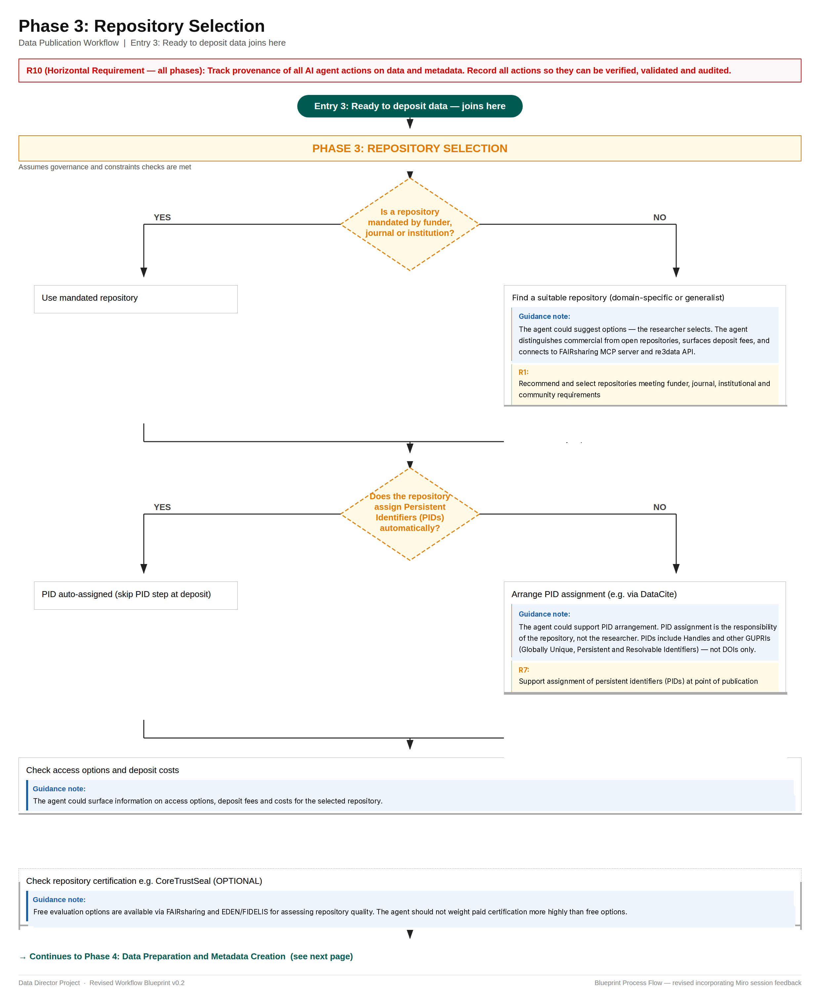 Phase 3: Repository Selection
Data Publication Workflow | Entry 3: Ready to deposit data joins here
R10 (Horizontal Requirement — all phases): Track provenance of all AI agent actions on data and metadata. Record all actions so they can be verified, validated and audited.
Entry 3: Ready to deposit data — joins here
PHASE 3: REPOSITORY SELECTION
Assumes governance and constraints checks are met
Is a repository
mandated by funder,
journal or institution?
YES
NO
Use mandated repository
Find a suitable repository (domain-specific or generalist)
Guidance note:
The agent could suggest options — the researcher selects. The agent
distinguishes commercial from open repositories, surfaces deposit fees, and
connects to FAIRsharing MCP server and re3data API.
R1:
Recommend and select repositories meeting funder, journal, institutional and
community requirements
Does the repository
assign Persistent
Identifiers (PIDs)
automatically?
YES
NO
PID auto-assigned (skip PID step at deposit)
Arrange PID assignment (e.g. via DataCite)
Guidance note:
The agent could support PID arrangement. PID assignment is the responsibility
of the repository, not the researcher. PIDs include Handles and other GUPRIs
(Globally Unique, Persistent and Resolvable Identifiers) — not DOIs only.
R7:
Support assignment of persistent identifiers (PIDs) at point of publication
Check access options and deposit costs
Guidance note:
The agent could surface information on access options, deposit fees and costs for the selected repository.
Check repository certification e.g. CoreTrustSeal (OPTIONAL)
Guidance note:
Free evaluation options are available via FAIRsharing and EDEN/FIDELIS for assessing repository quality. The agent should not weight paid certification more highly than free options.
→ Continues to Phase 4: Data Preparation and Metadata Creation (see next page)
Data Director Project · Revised Workflow Blueprint v0.2
Blueprint Process Flow — revised incorporating Miro session feedback